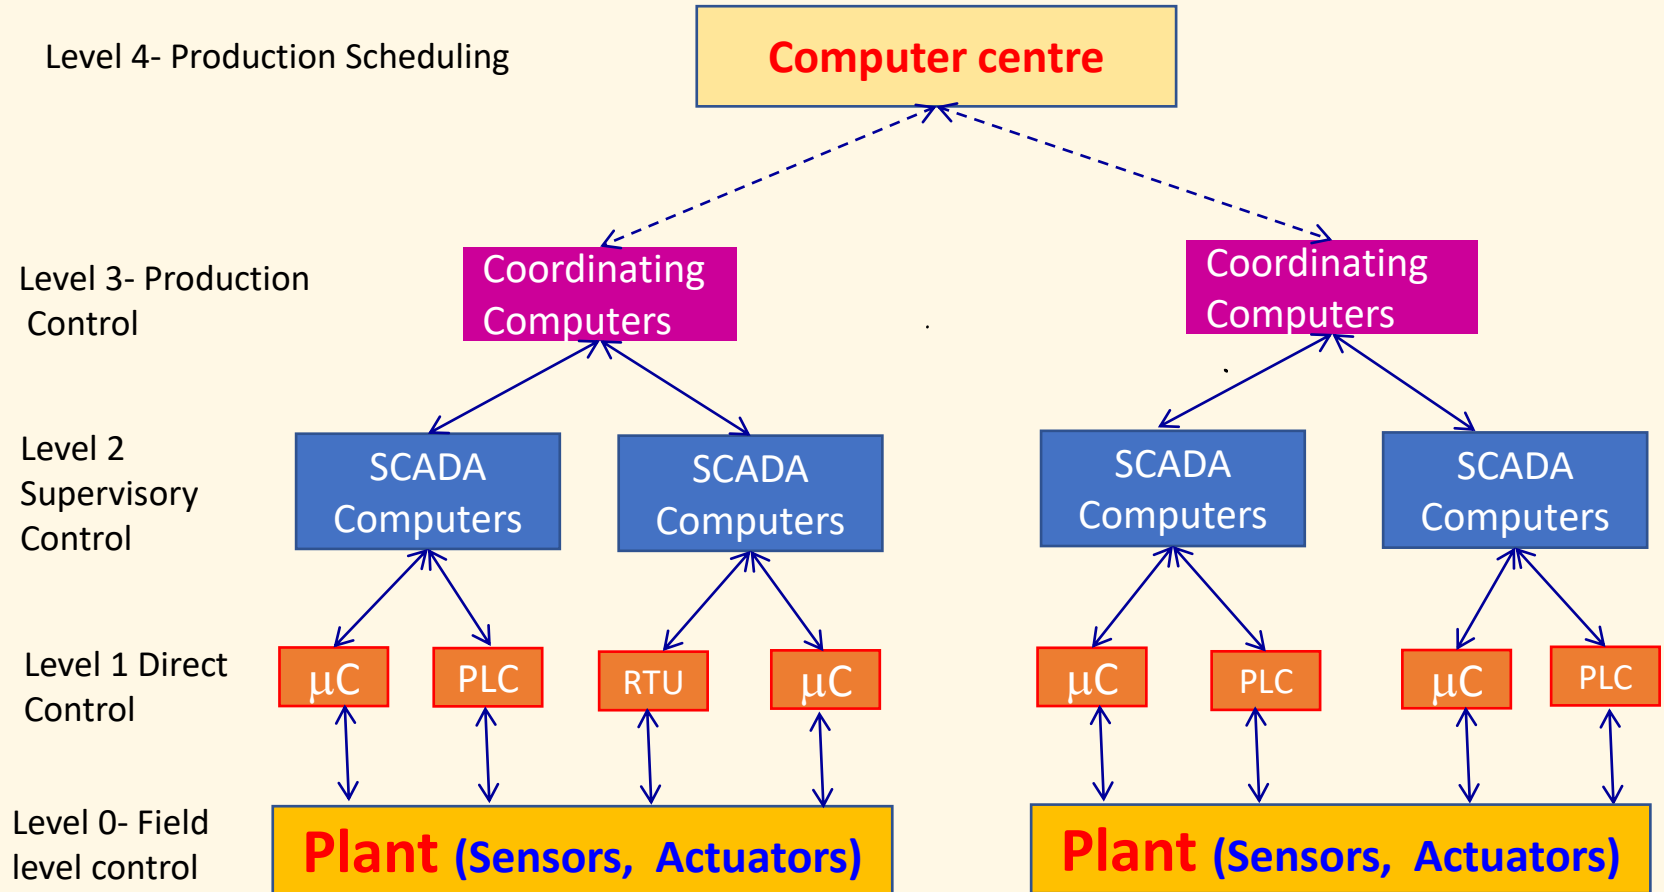 Level 4- Production Scheduling
Computer centre
Level 3- Production
Control
Coordinating
Computers
Coordinating
Computers
Level 2
Supervisory
Control
SCADA
Computers
SCADA
Computers
SCADA
Computers
SCADA
Computers
Level 1 Direct
Control
μC
PLC
RTU
μC
μC
PLC
μC
PLC
Level 0- Field
level control
Plant (Sensors, Actuators)
Plant (Sensors, Actuators)